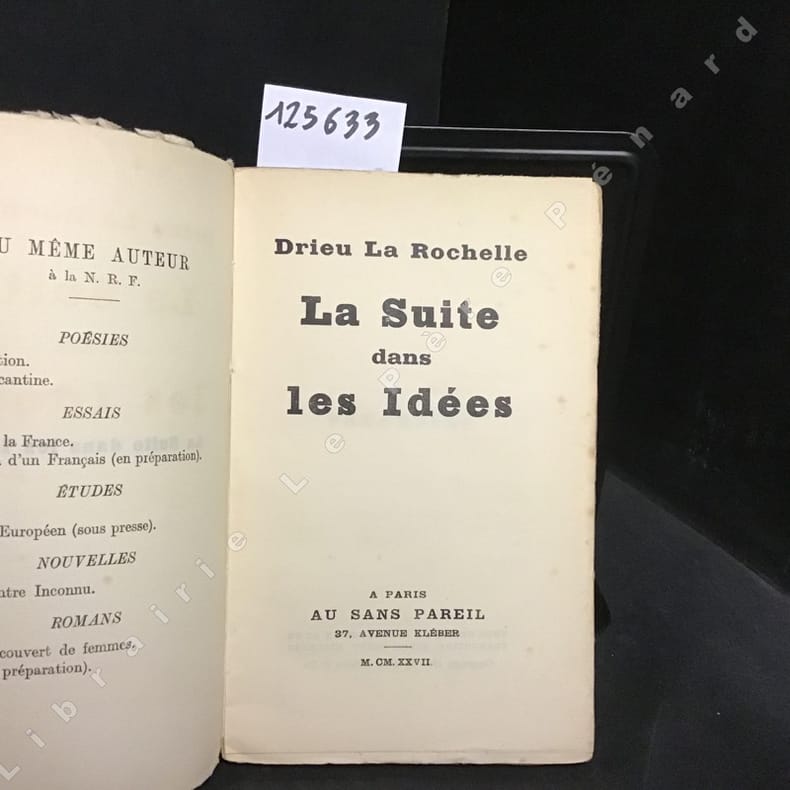 125633
U MÊME AUTEUR
à la N. R. F.
POÉSIES
tion.
cantine.
ESSAIS
la France.
d'un Français (en préparation).
ÉTUDES
Européen (sous presse).
NOUVELLES
ntre Inconnu.
ROMANS
couvert de femmes.
préparation).
Drieu La Rochelle
La Suite
dans
les Idées
A PARIS
AU SANS PAREIL
37, AVENUE KLÉBER
M. CM. XXVII
Librairie Le Père Pénard